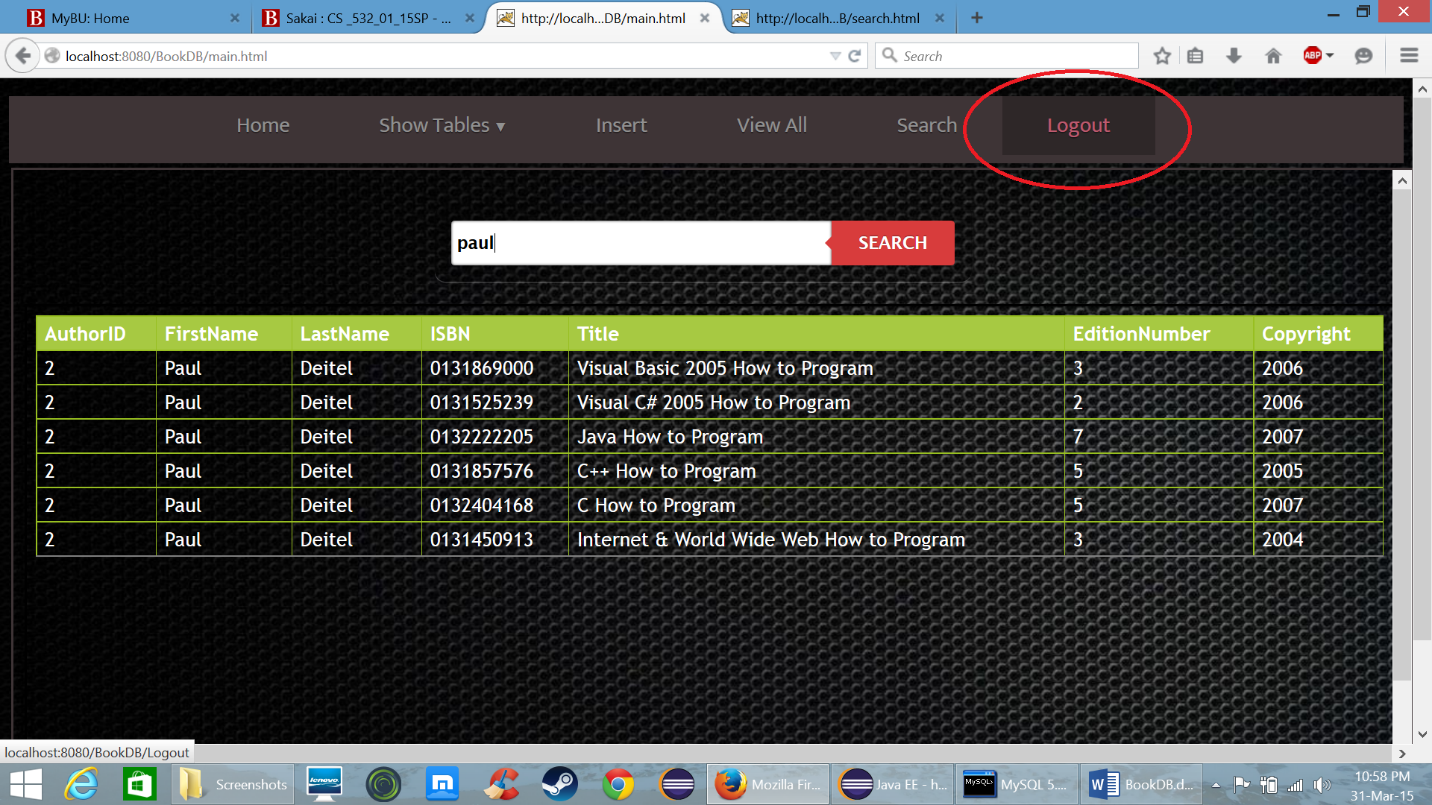 MyBU: Home
Sakai : CS _532_01_15SP - ...
http://localh...DB/main.html
http://localh...B/search.html
localhost:8080/BookDB/main.html
Search
ABP
Home Show Tables ▾ Insert View All Search Logout
paul SEARCH
AuthorID FirstName LastName ISBN Title EditionNumber Copyright
2 Paul Deitel 0131869000 Visual Basic 2005 How to Program 3 2006
2 Paul Deitel 0131525239 Visual C# 2005 How to Program 2 2006
2 Paul Deitel 0132222205 Java How to Program 7 2007
2 Paul Deitel 0131857576 C++ How to Program 5 2005
2 Paul Deitel 0132404168 C How to Program 5 2007
2 Paul Deitel 0131450913 Internet & World Wide Web How to Program 3 2004
localhost:8080/BookDB/Logout
Screenshots
lenovo
Mozilla Fir...
Java EE - h...
MySQL 5....
BookDB.d...
10:58 PM
31-Mar-15